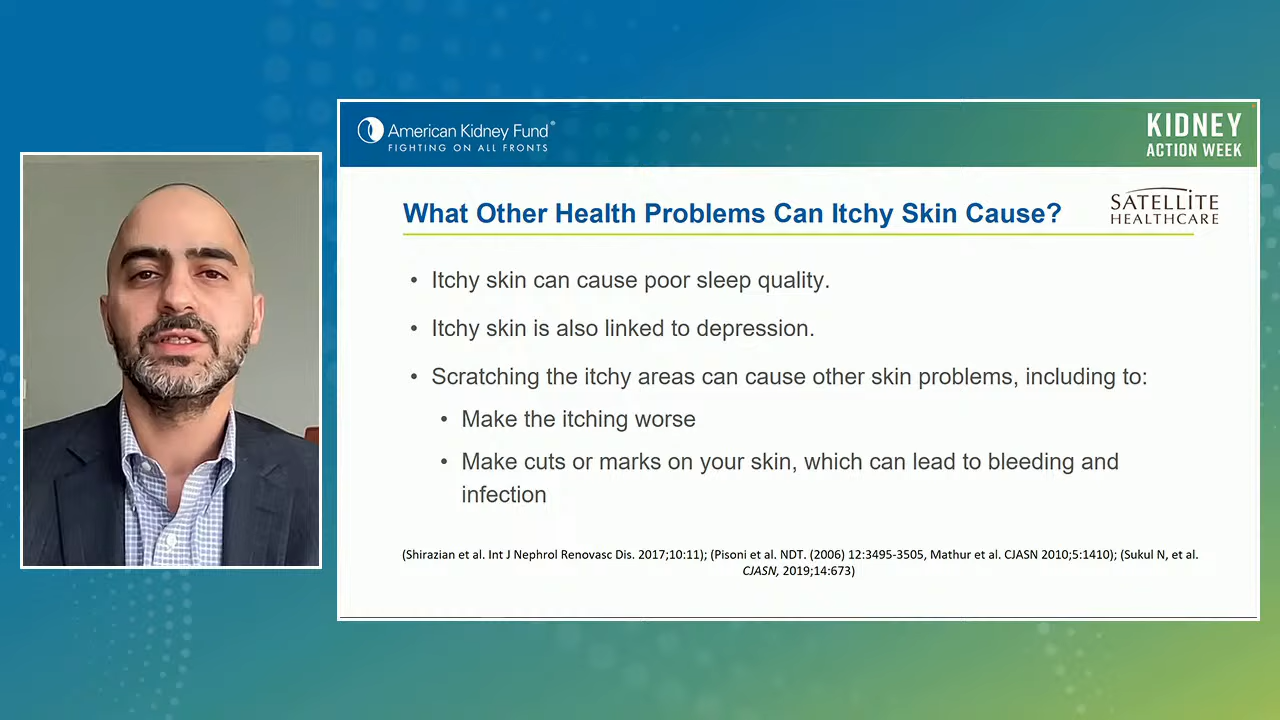 American Kidney Fund®
FIGHTING ON ALL FRONTS
KIDNEY
ACTION WEEK
SATELLITE
HEALTHCARE
What Other Health Problems Can Itchy Skin Cause?
• Itchy skin can cause poor sleep quality.
• Itchy skin is also linked to depression.
• Scratching the itchy areas can cause other skin problems, including to:
• Make the itching worse
• Make cuts or marks on your skin, which can lead to bleeding and
infection
(Shirazian et al. Int J Nephrol Renovasc Dis. 2017;10:11); (Pisoni et al. NDT. (2006) 12:3495-3505, Mathur et al. CJASN 2010;5:1410); (Sukul N, et al.
CJASN, 2019;14:673)